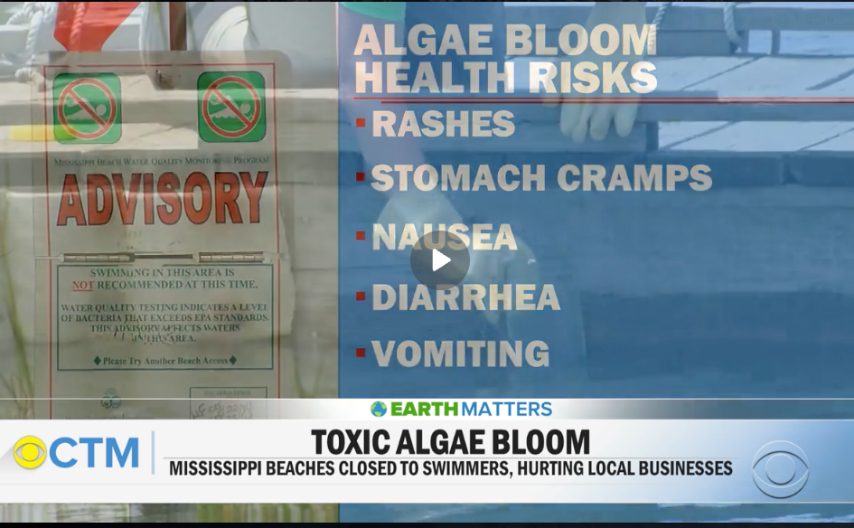 MISSISSIPPI BEACH WATER QUALITY MONITORING PROGRAM
ADVISORY
SWIMMING IN THIS AREA IS
NOT RECOMMENDED AT THIS TIME.
WATER QUALITY TESTING INDICATES A LEVEL
OF BACTERIA THAT EXCEEDS EPA STANDARDS.
THIS ADVISORY AFFECTS WATERS
IN THIS AREA.
Please Try Another Beach Access
ALGAE BLOOM
HEALTH RISKS
RASHES
STOMACH CRAMPS
NAUSEA
DIARRHEA
VOMITING
EARTH MATTERS
CTM
TOXIC ALGAE BLOOM
MISSISSIPPI BEACHES CLOSED TO SWIMMERS, HURTING LOCAL BUSINESSES